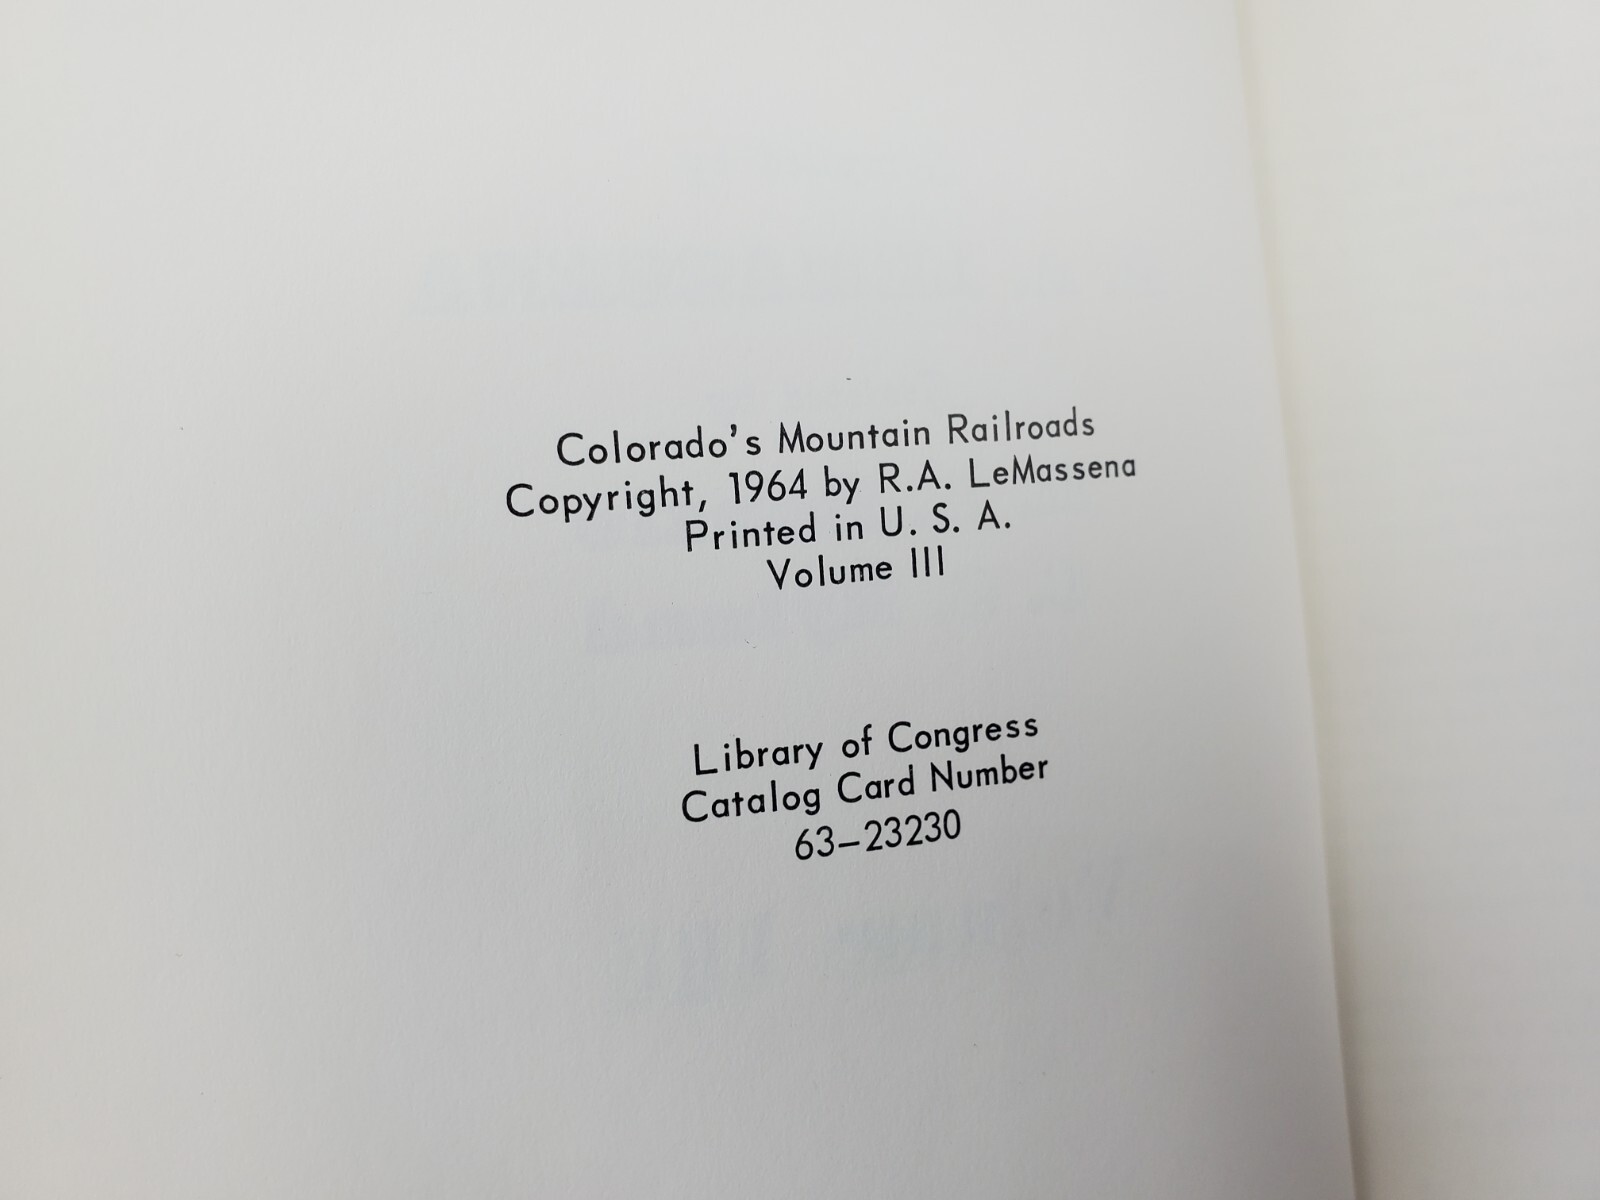 Colorado's Mountain Railroads
Copyright, 1964 by R.A. LeMassena
Printed in U. S. A.
Volume III
Library of Congress
Catalog Card Number
63-23230